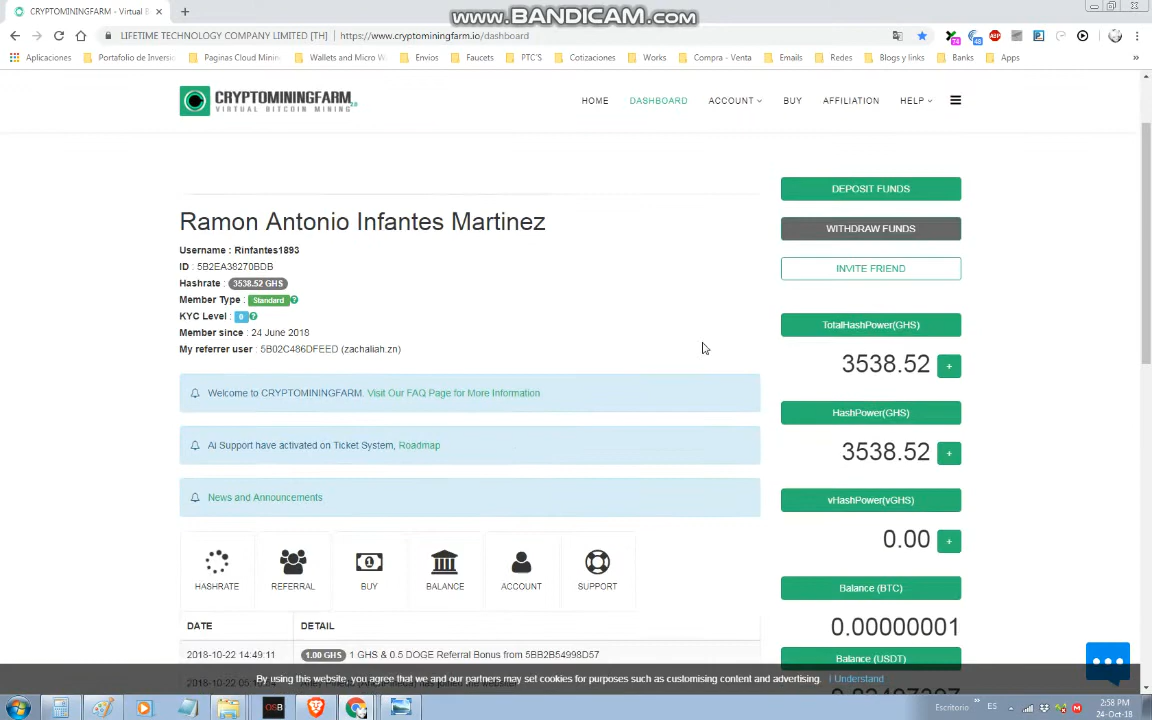 CRYPTOMININGFARM - Virtual B
WWW.BANDICAM.COM
LIFETIME TECHNOLOGY COMPANY LIMITED [TH] | https://www.cryptominingfarm.io/dashboard
74
48
ABP
Aplicaciones Portafolio de Inversio Paginas Cloud Minin Wallets and Micro W Envios Faucets PTC'S Cotizaciones Works Compra - Venta Emails Redes Blogs y links Banks Apps
CRYPTOMININGFARM 2.0
VIRTUAL BITCOIN MINING
HOME DASHBOARD ACCOUNT BUY AFFILIATION HELP
DEPOSIT FUNDS
WITHDRAW FUNDS
INVITE FRIEND
Ramon Antonio Infantes Martinez
Username : Rinfantes1893
ID : 5B2EA38270BDB
Hashrate : 3538.52 GHS
Member Type : Standard
KYC Level : 0
Member since : 24 June 2018
My referrer user : 5B02C486DFEED (zachaliah.zn)
TotalHashPower(GHS)
3538.52 +
HashPower(GHS)
3538.52 +
vHashPower(vGHS)
0.00 +
Balance (BTC)
0.00000001
Balance (USDT)
Welcome to CRYPTOMININGFARM. Visit Our FAQ Page for More Information
Ai Support have activated on Ticket System, Roadmap
News and Announcements
HASHRATE REFERRAL BUY BALANCE ACCOUNT SUPPORT
DATE DETAIL
2018-10-22 14:49:11 1.00 GHS 1 GHS & 0.5 DOGE Referral Bonus from 5BB2B54998D57
By using this website, you agree that we and our partners may set cookies for purposes such as customising content and advertising. I Understand
OSB
Escritorio » ES 2:58 PM
24-Oct-18